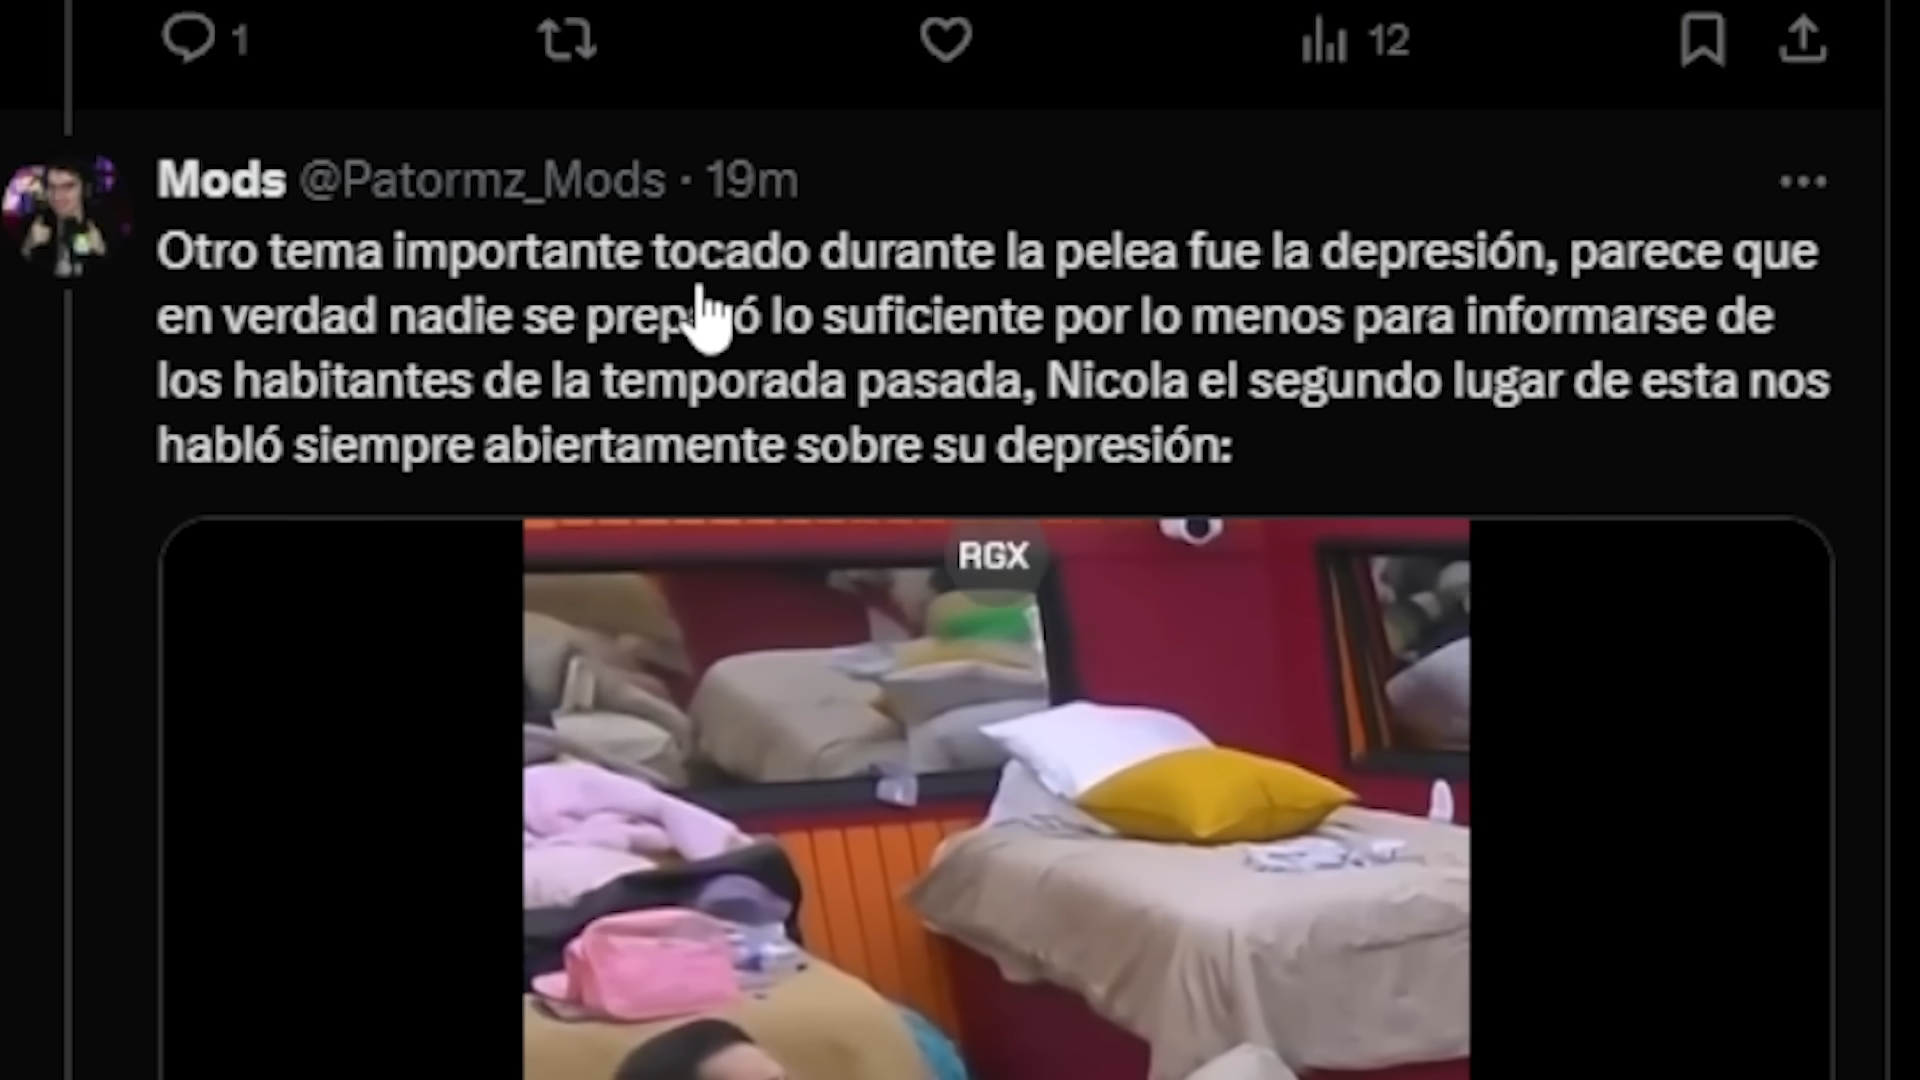 1
12
Mods @Patormz_Mods · 19m
Otro tema importante tocado durante la pelea fue la depresión, parece que
en verdad nadie se preparó lo suficiente por lo menos para informarse de
los habitantes de la temporada pasada, Nicola el segundo lugar de esta nos
habló siempre abiertamente sobre su depresión:
RGX